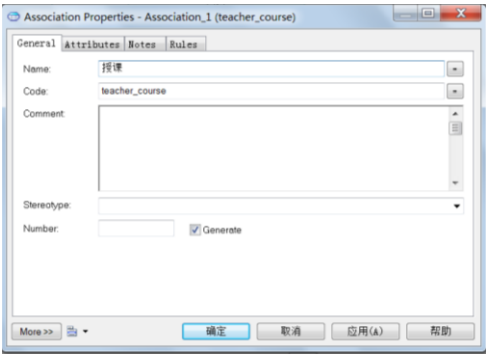 Association Properties - Association_1 (teacher_course)
General Attributes Notes Rules
Name: 授课
Code: teacher_course
Comment:
Stereotype:
Number: Generate
More >> 确定 取消 应用(A) 帮助